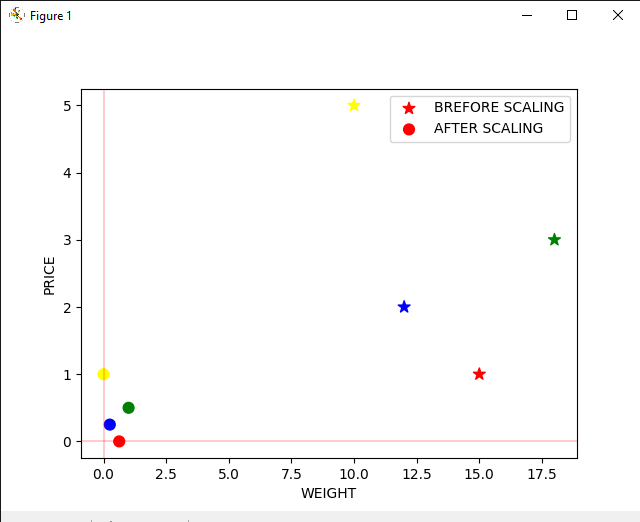 Figure 1
BREFORE SCALING
AFTER SCALING
5
4
3
2
1
0
PRICE
0.0 2.5 5.0 7.5 10.0 12.5 15.0 17.5
WEIGHT